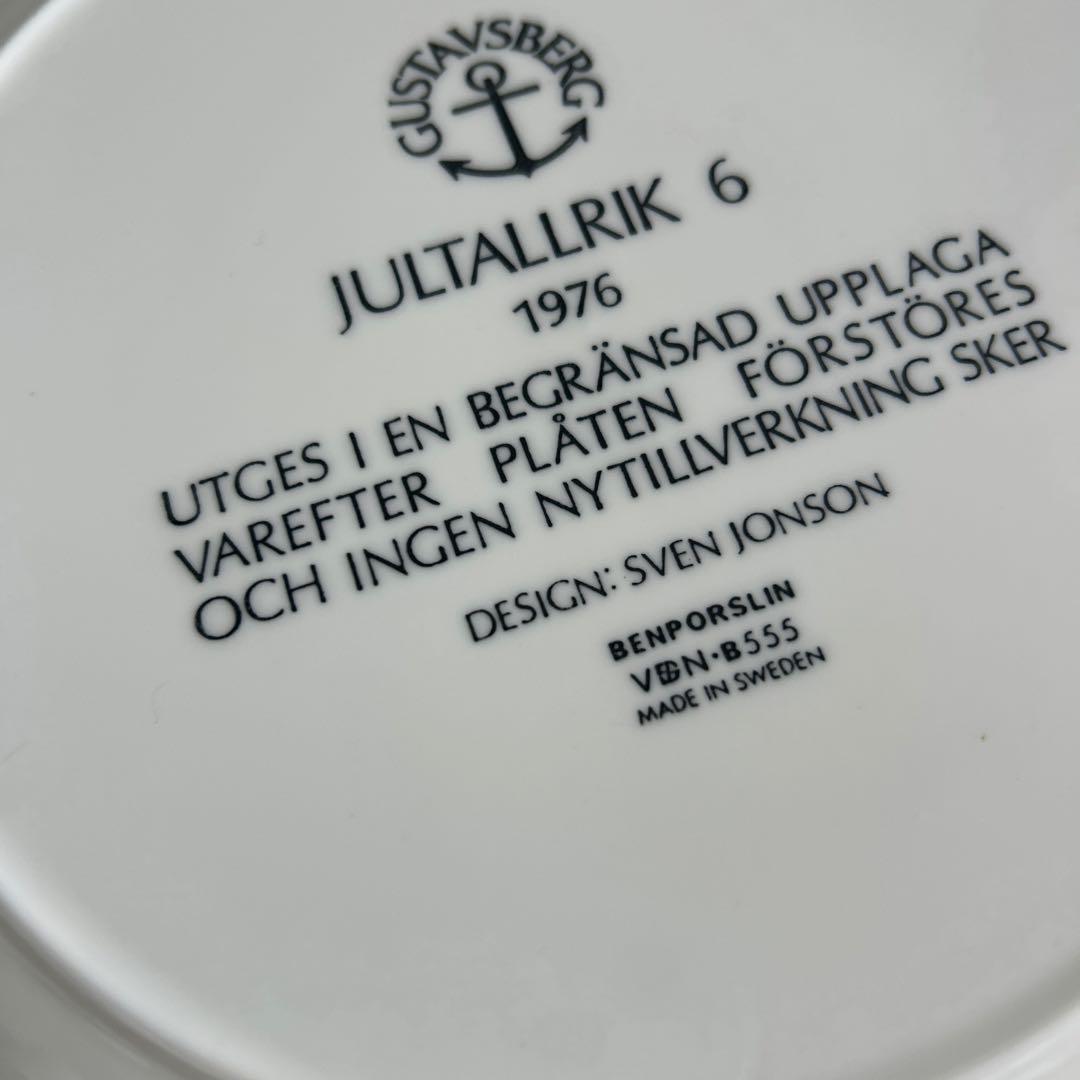 GUSTAVSBERG
JULTALLRIK 6
1976
UTGES I EN BEGRÄNSAD UPPLAGA
VAREFTER PLÅTEN FÖRSTÖRES
OCH INGEN NYTILLVERKNING SKER
DESIGN: SVEN JONSON
BENPORSLIN
B555
MADE IN SWEDEN